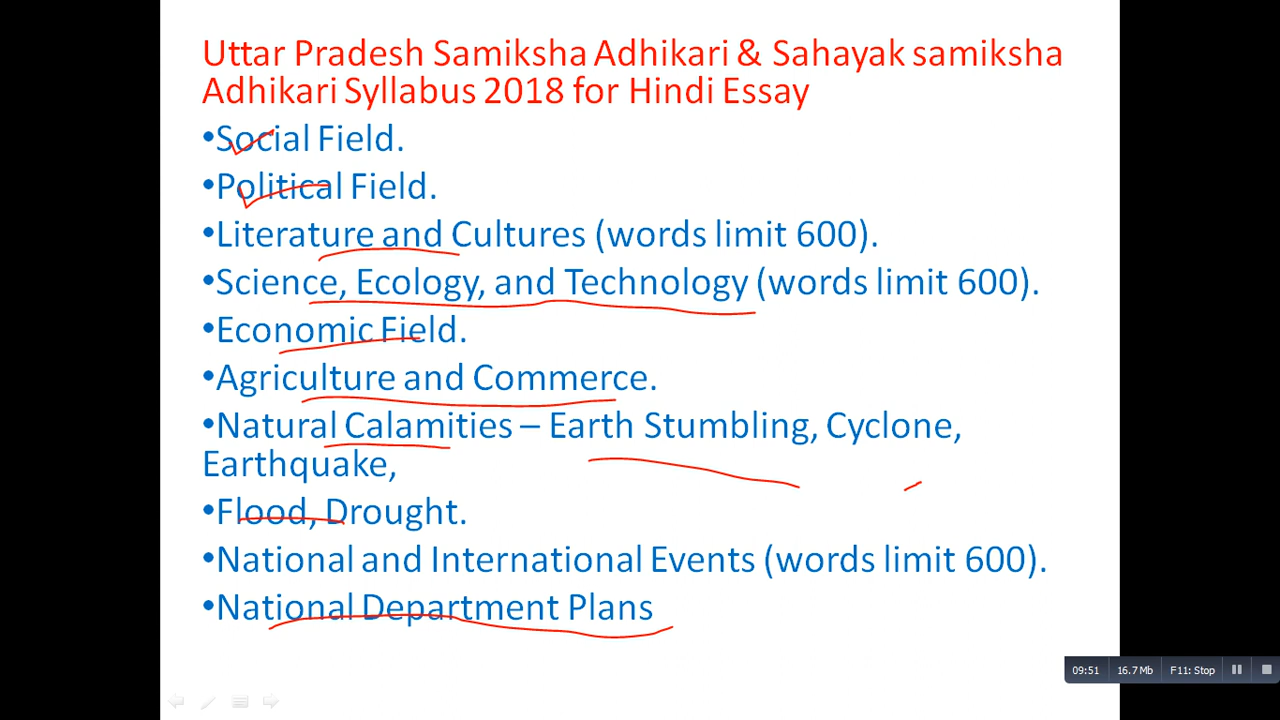 Uttar Pradesh Samiksha Adhikari & Sahayak samiksha
Adhikari Syllabus 2018 for Hindi Essay
•Social Field.
•Political Field.
•Literature and Cultures (words limit 600).
•Science, Ecology, and Technology (words limit 600).
•Economic Field.
•Agriculture and Commerce.
•Natural Calamities – Earth Stumbling, Cyclone,
Earthquake,
•Flood, Drought.
•National and International Events (words limit 600).
•National Department Plans
09:51 16.7 Mb F11: Stop